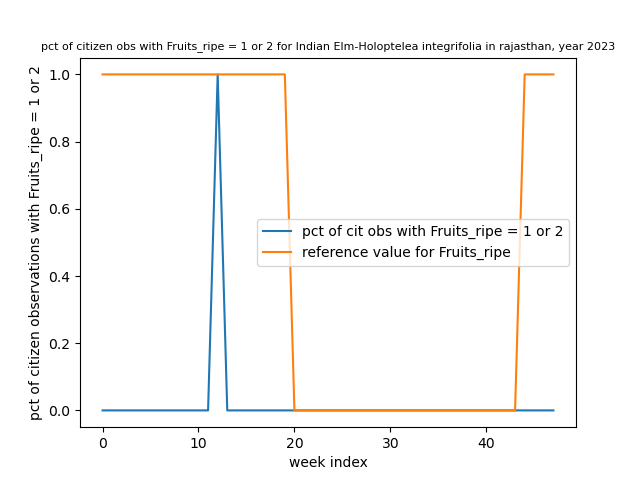 pct of citizen obs with Fruits_ripe = 1 or 2 for Indian Elm-Holoptelea integrifolia in rajasthan, year 2023
pct of citizen observations with Fruits_ripe = 1 or 2
1.0
0.8
0.6
0.4
0.2
0.0
pct of cit obs with Fruits_ripe = 1 or 2
reference value for Fruits_ripe
0 10 20 30 40
week index